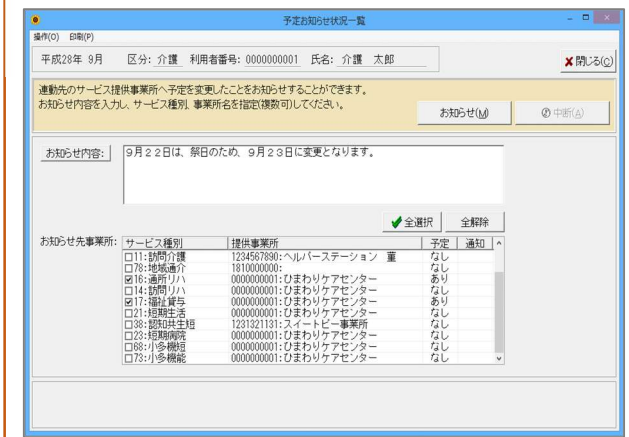 予定お知らせ状況一覧
操作(O) 印刷(P)
平成28年 9月 区分: 介護 利用者番号: 0000000001 氏名: 介護 太郎
閉じる(C)
連動先のサービス提供事業所へ予定を変更したことをお知らせすることができます。
お知らせ内容を入力し、サービス種別、事業所名を指定(複数可)してください。
お知らせ(M) 中断(A)
お知らせ内容: 9月22日は、祭日のため、9月23日に変更となります。
全選択 全解除
お知らせ先事業所: サービス種別 提供事業所 予定 通知
11:訪問介護 1234567890:ヘルパーステーション 菫 なし
78:地域通介 1810000000: なし
16:通所リハ 0000000001:ひまわりケアセンター あり
14:訪問リハ 0000000001:ひまわりケアセンター なし
17:福祉貸与 0000000001:ひまわりケアセンター あり
21:短期生活 0000000001:ひまわりケアセンター なし
38:認知共生短 1231321131:スイートピー事業所 なし
23:短期病院 0000000001:ひまわりケアセンター なし
68:小多機短 0000000001:ひまわりケアセンター なし
73:小多機能 0000000001:ひまわりケアセンター なし